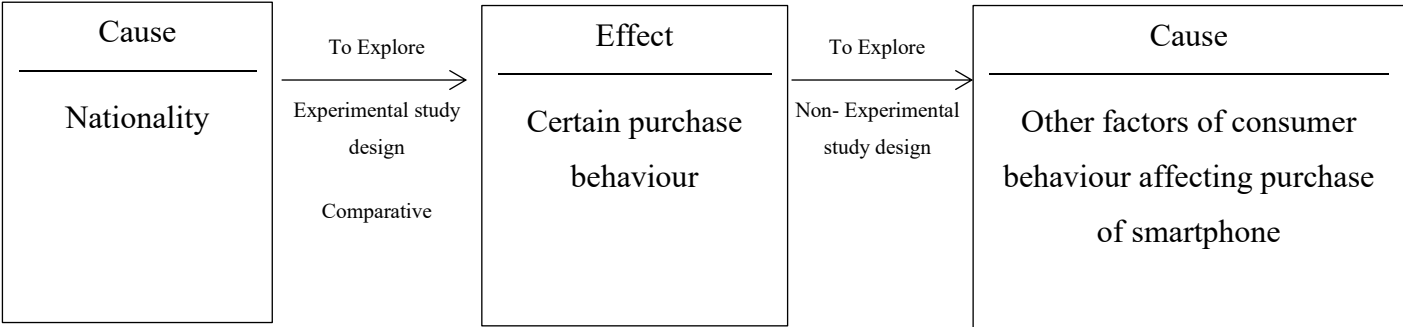 Cause
Nationality
To Explore
Experimental study
design
Comparative
Effect
Certain purchase
behaviour
To Explore
Non- Experimental
study design
Cause
Other factors of consumer
behaviour affecting purchase
of smartphone